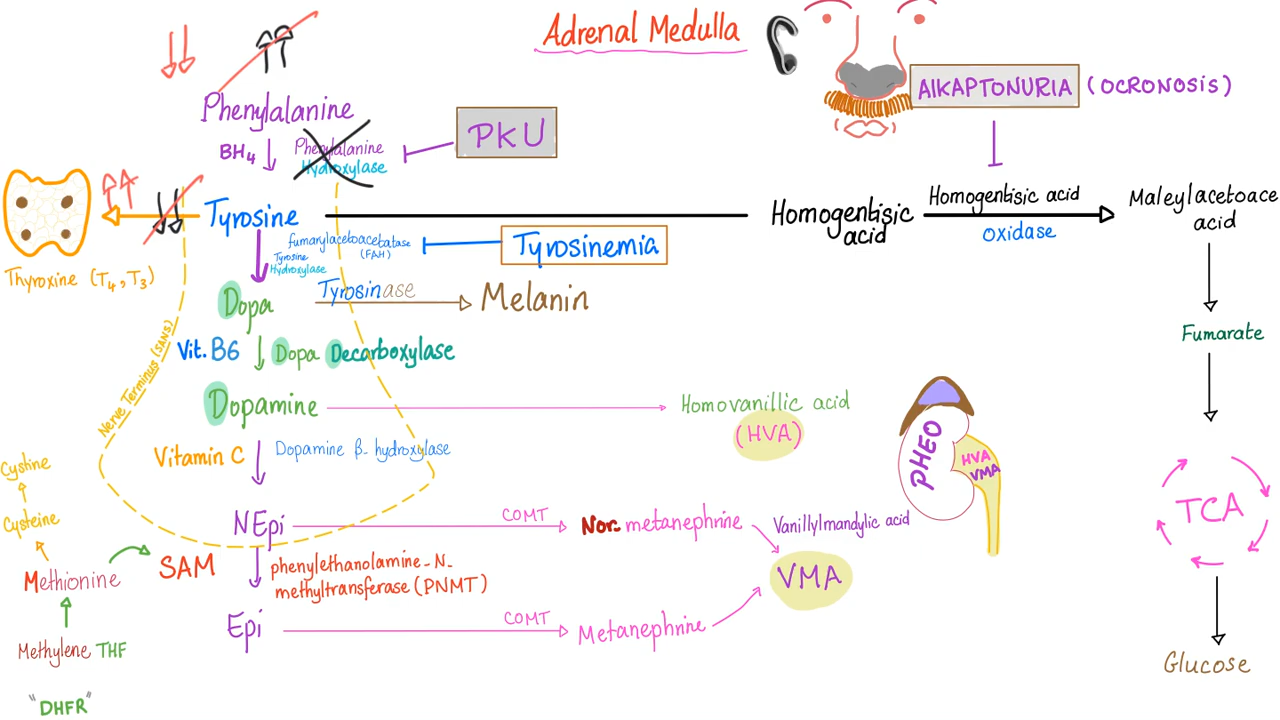 Adrenal Medulla
AlKAPTONURIA (OCRONOSIS)
Phenylalanine
BH4
Phenylalanine
Hydroxylase
PKU
Tyrosine
Homogentisic
acid
Homogentisic acid
oxidase
Maleylacetoace
acid
fumarylacetoacetatase
(FAH)
Tyrosine
Hydroxylase
Tyrosinemia
Thyroxine (T4, T3)
Dopa
Tyrosinase
Melanin
Nerve Terminus (SANS)
Vit. B6
Dopa Decarboxylase
Fumarate
Dopamine
Homovanillic acid
(HVA)
Vitamin C
Dopamine β-hydroxylase
PHEO
HVA
VMA
Cystine
Cysteine
NEpi
COMT
Nor metanephrine
Vanillylmandylic acid
TCA
Methionine
SAM
phenylethanolamine-N-
methyltransferase (PNMT)
VMA
Epi
COMT
Metanephrine
Methylene THF
Glucose
"DHFR"